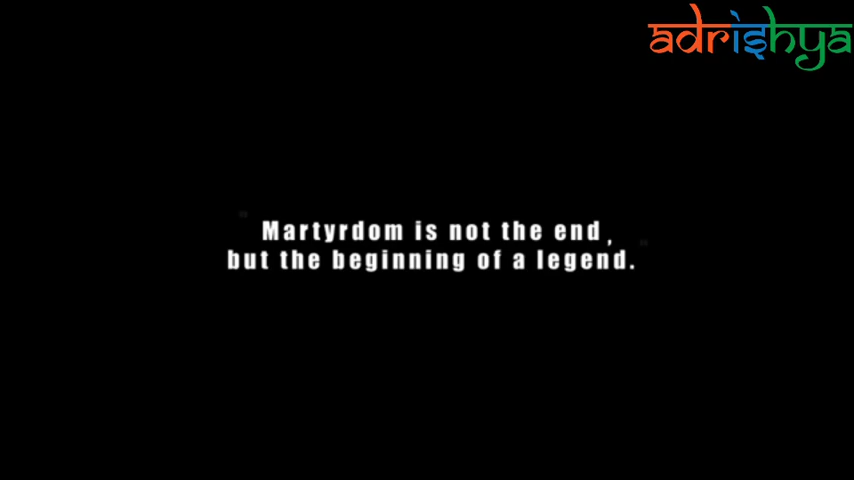 adrishya
" Martyrdom is not the end , "
but the beginning of a legend.